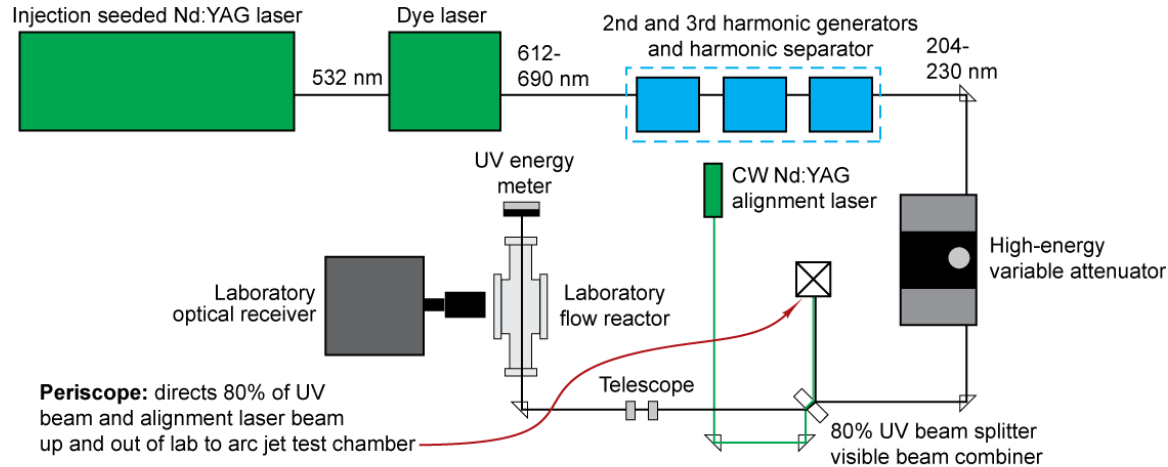 Injection seeded Nd:YAG laser
Dye laser
2nd and 3rd harmonic generators
and harmonic separator
532 nm
612-
690 nm
204-
230 nm
UV energy
meter
CW Nd:YAG
alignment laser
High-energy
variable attenuator
Laboratory
optical receiver
Laboratory
flow reactor
Periscope: directs 80% of UV
beam and alignment laser beam
up and out of lab to arc jet test chamber
Telescope
80% UV beam splitter
visible beam combiner